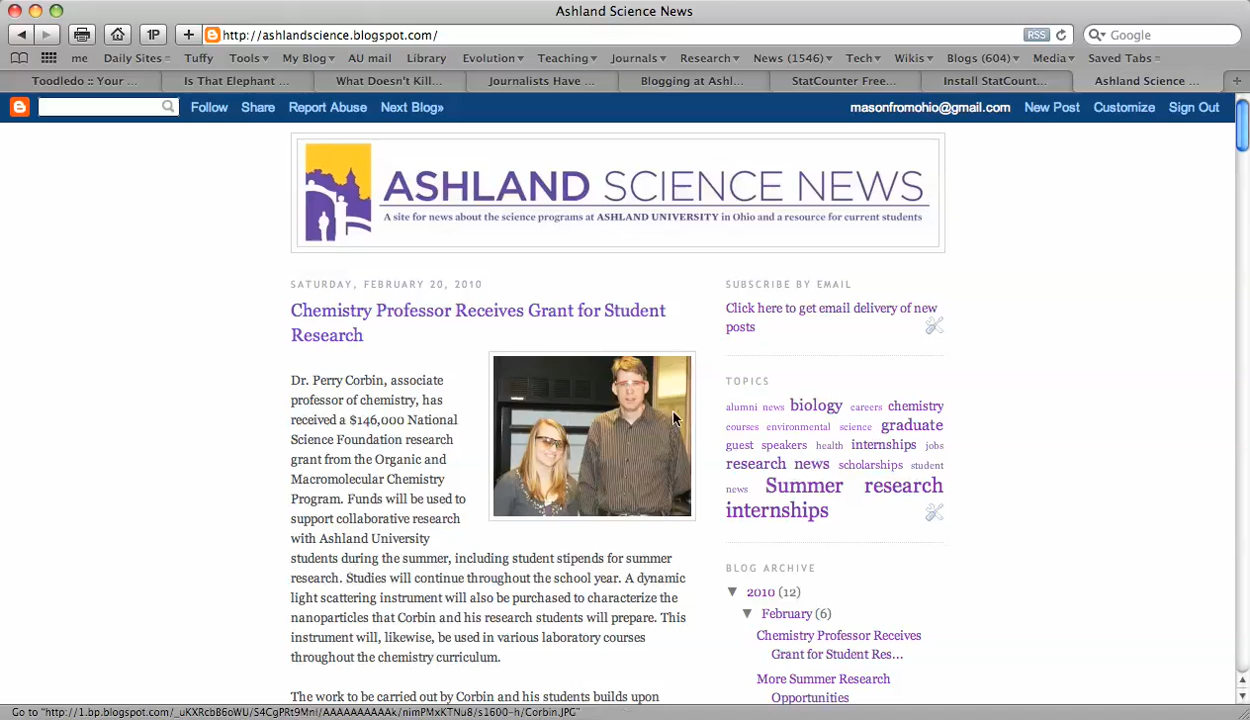 Ashland Science News
http://ashlandscience.blogspot.com/
RSS
Google
1P
me
Daily Sites
Tuffy
Tools
My Blog
AU mail
Library
Evolution
Teaching
Journals
Research
News (1546)
Tech
Wikis
Blogs (604)
Media
Saved Tabs
Toodledo :: Your ...
Is That Elephant ...
What Doesn't Kill...
Journalists Have ...
Blogging at Ashl...
StatCounter Free...
Install StatCount...
Ashland Science ...
Follow
Share
Report Abuse
Next Blog»
masonfromohio@gmail.com
New Post
Customize
Sign Out
ASHLAND SCIENCE NEWS
A site for news about the science programs at ASHLAND UNIVERSITY in Ohio and a resource for current students
SATURDAY, FEBRUARY 20, 2010
Chemistry Professor Receives Grant for Student
Research
Dr. Perry Corbin, associate
professor of chemistry, has
received a $146,000 National
Science Foundation research
grant from the Organic and
Macromolecular Chemistry
Program. Funds will be used to
support collaborative research
with Ashland University
students during the summer, including student stipends for summer
research. Studies will continue throughout the school year. A dynamic
light scattering instrument will also be purchased to characterize the
nanoparticles that Corbin and his research students will prepare. This
instrument will, likewise, be used in various laboratory courses
throughout the chemistry curriculum.
The work to be carried out by Corbin and his students builds upon
SUBSCRIBE BY EMAIL
Click here to get email delivery of new
posts
TOPICS
alumni news biology careers chemistry
courses environmental science graduate
guest speakers health internships jobs
research news scholarships student
news Summer research
internships
BLOG ARCHIVE
▼ 2010 (12)
▼ February (6)
Chemistry Professor Receives
Grant for Student Res...
More Summer Research
Opportunities
Go to "http://1.bp.blogspot.com/_uKXRcbB6oWU/S4CgPRt9MnI/AAAAAAAAAAk/nimPMxKTNu8/s1600-h/Corbin.JPG"